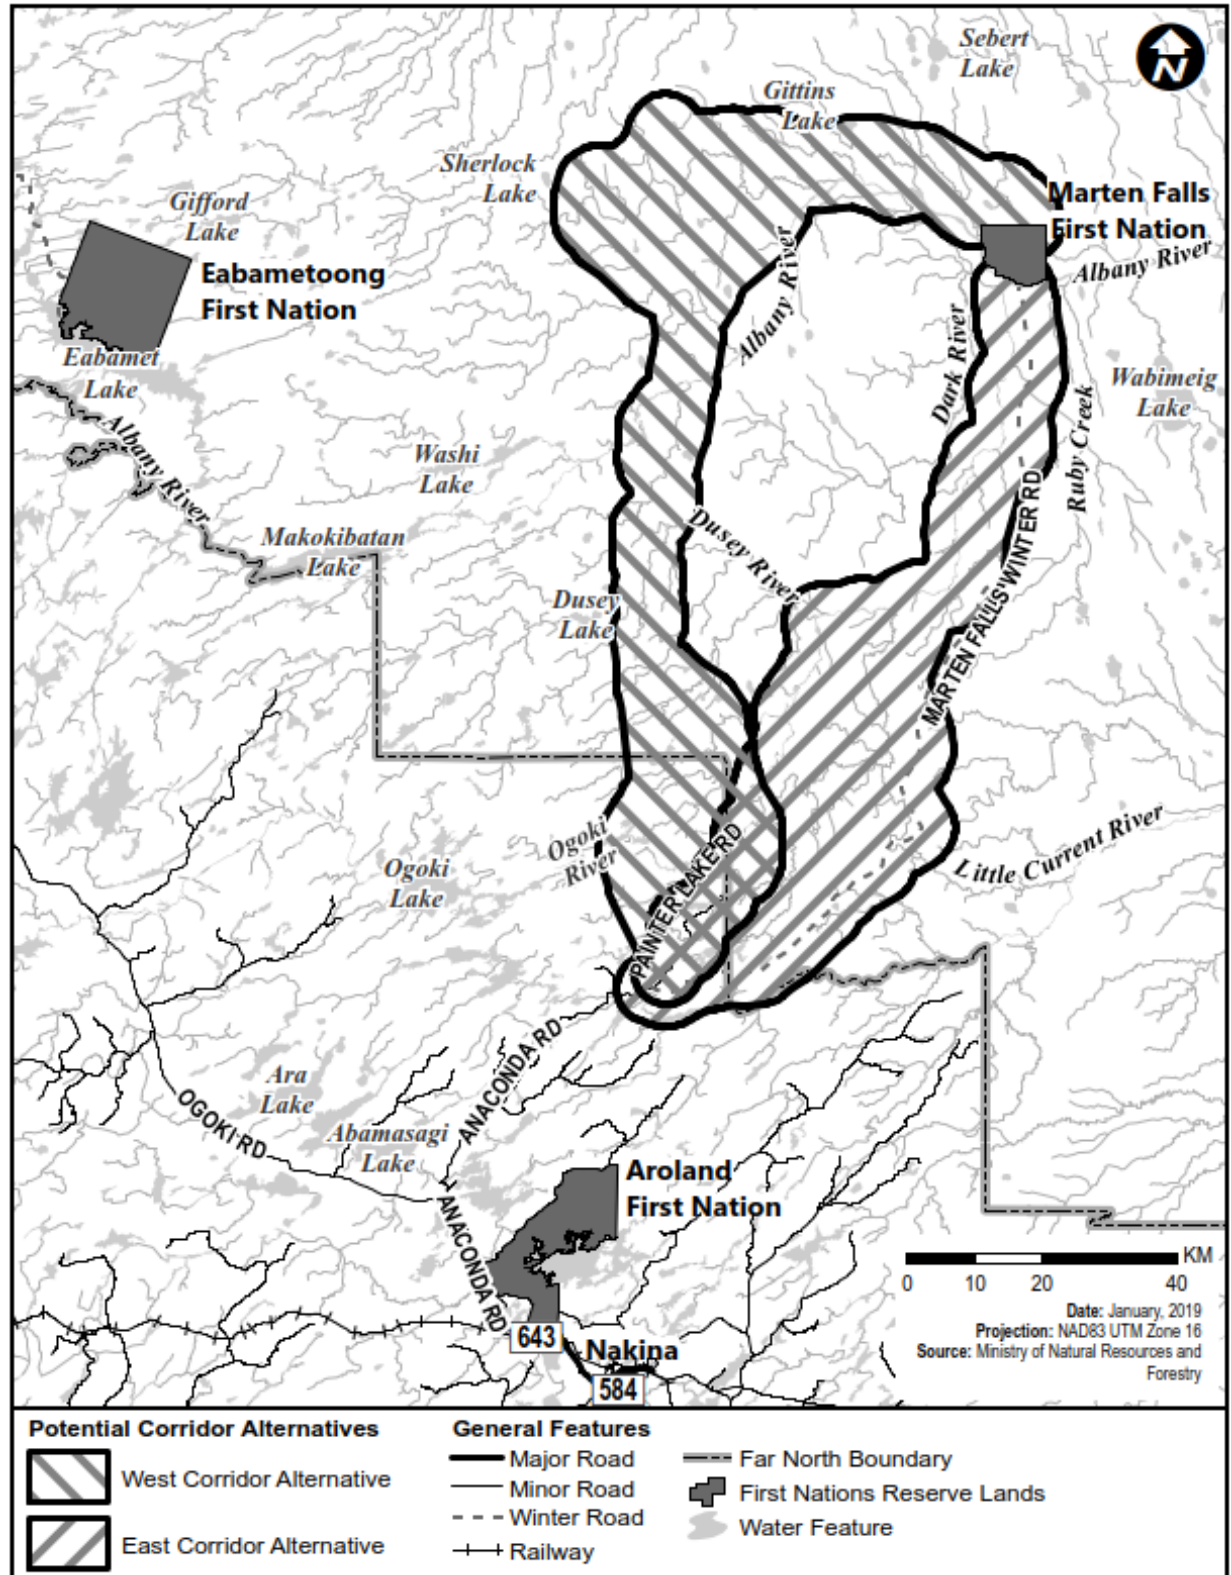 Sebert
Lake
N
Gittins
Lake
Sherlock
Lake
Marten Falls
First Nation
Gifford
Lake
Albany River
Eabametoong
First Nation
Albany River
Eabamet
Lake
Dark River
Wabimeig
Lake
Ruby Creek
Albany River
Washi
Lake
Dusey River
MARTEN FALLS WINTER RD
Makokibatan
Lake
Dusey
Lake
Ogoki
River
PAINTER LAKE RD
Little Current River
Ogoki
Lake
ANACONDA RD
Ara
Lake
OGOKI RD
Abamasagi
Lake
Aroland
First Nation
ANACONDA RD
KM
0 10 20 40
Date: January, 2019
Projection: NAD83 UTM Zone 16
Source: Ministry of Natural Resources and
Forestry
643
Nakina
584
Potential Corridor Alternatives
West Corridor Alternative
East Corridor Alternative
General Features
Major Road
Minor Road
Winter Road
Railway
Far North Boundary
First Nations Reserve Lands
Water Feature